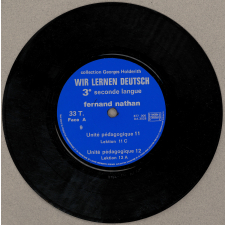 collection Georges Holderith
WIR LERNEN DEUTSCH
3e seconde langue
fernand nathan
33 T.
Face A
9
Unité pédagogique 11
Lektion 11 C
Unité pédagogique 12
Lektion 12 A